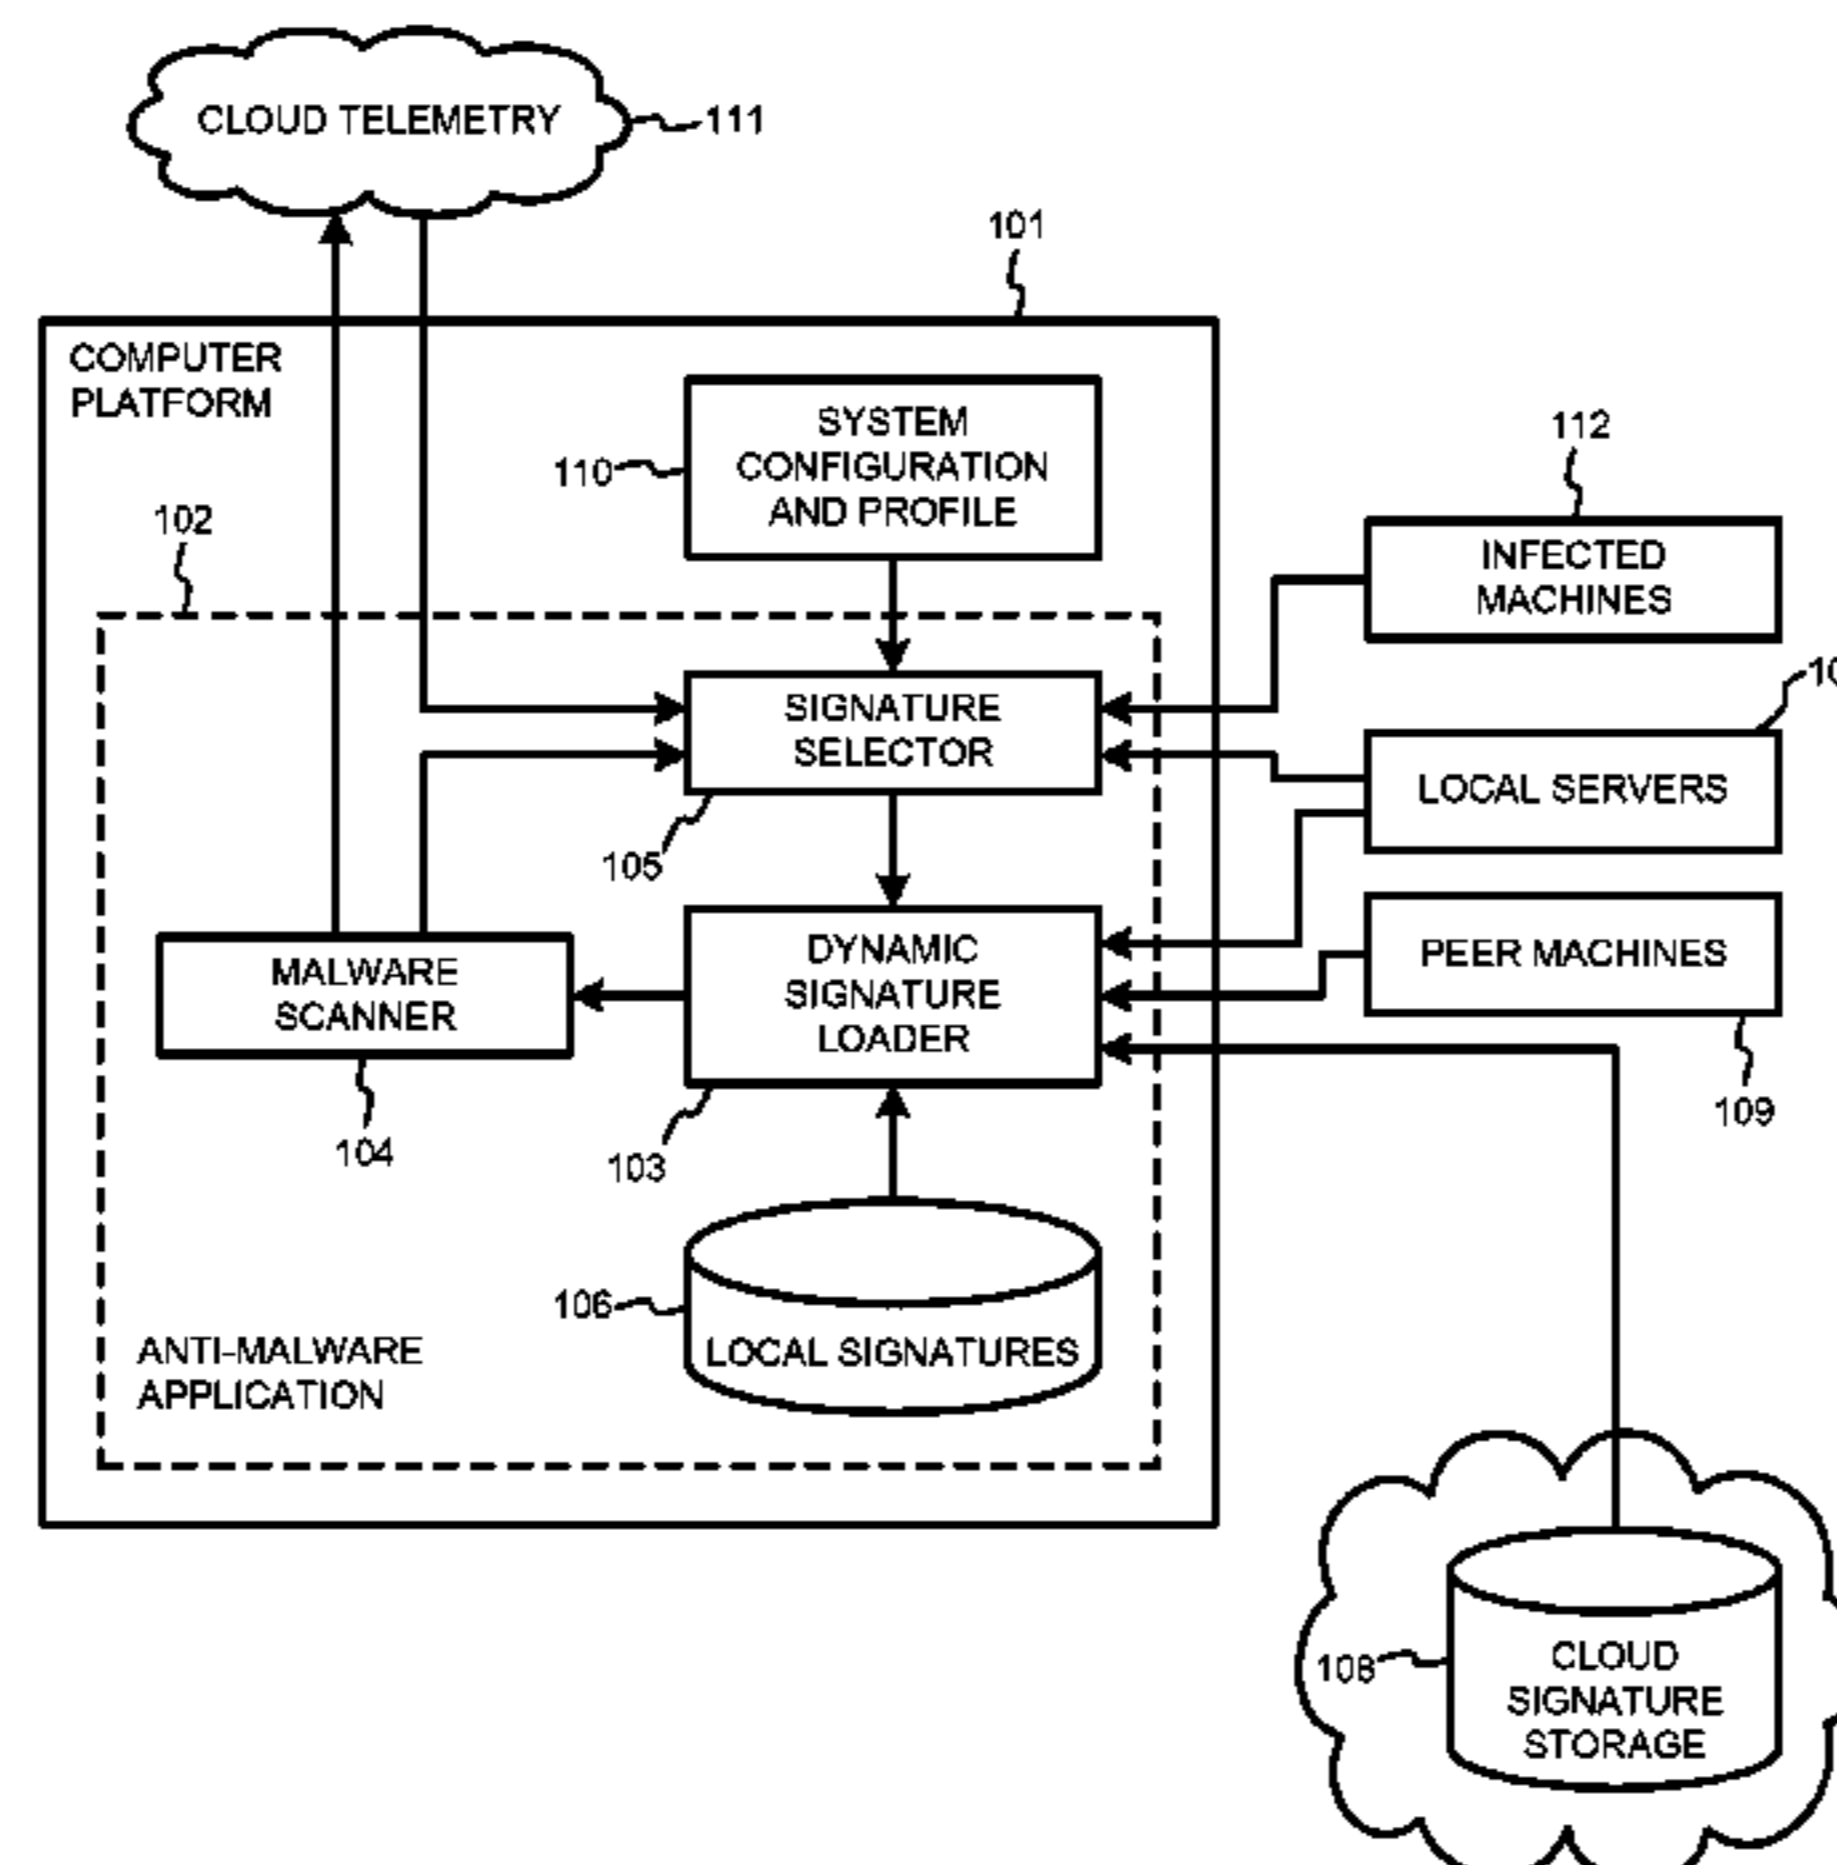 CLOUD TELEMETRY
111
101
COMPUTER
PLATFORM
SYSTEM
CONFIGURATION
AND PROFILE
110
112
INFECTED
MACHINES
102
SIGNATURE
SELECTOR
105
LOCAL SERVERS
MALWARE
SCANNER
104
DYNAMIC
SIGNATURE
LOADER
103
PEER MACHINES
109
106
LOCAL SIGNATURES
ANTI-MALWARE
APPLICATION
108
CLOUD
SIGNATURE
STORAGE